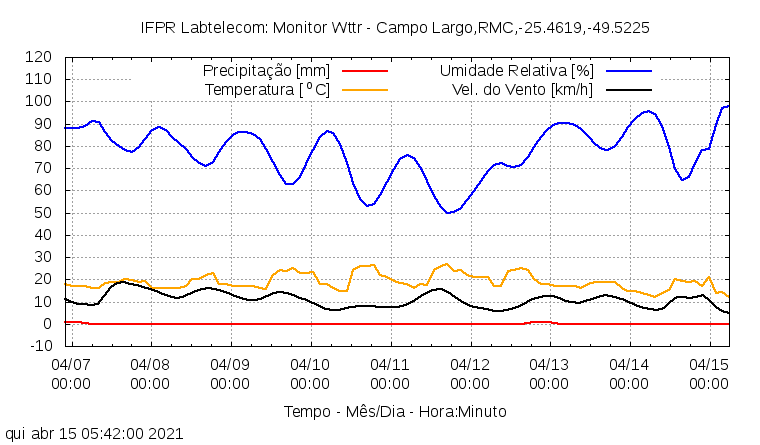 IFPR Labtelecom: Monitor Wttr - Campo Largo,RMC,-25.4619,-49.5225
120
110
100
90
80
70
60
50
40
30
20
10
0
-10
Precipitação [mm]
Umidade Relativa [%]
Temperatura [ ⁰C]
Vel. do Vento [km/h]
04/07 04/08 04/09 04/10 04/11 04/12 04/13 04/14 04/15
00:00 00:00 00:00 00:00 00:00 00:00 00:00 00:00 00:00
Tempo - Mês/Dia - Hora:Minuto
qui abr 15 05:42:00 2021